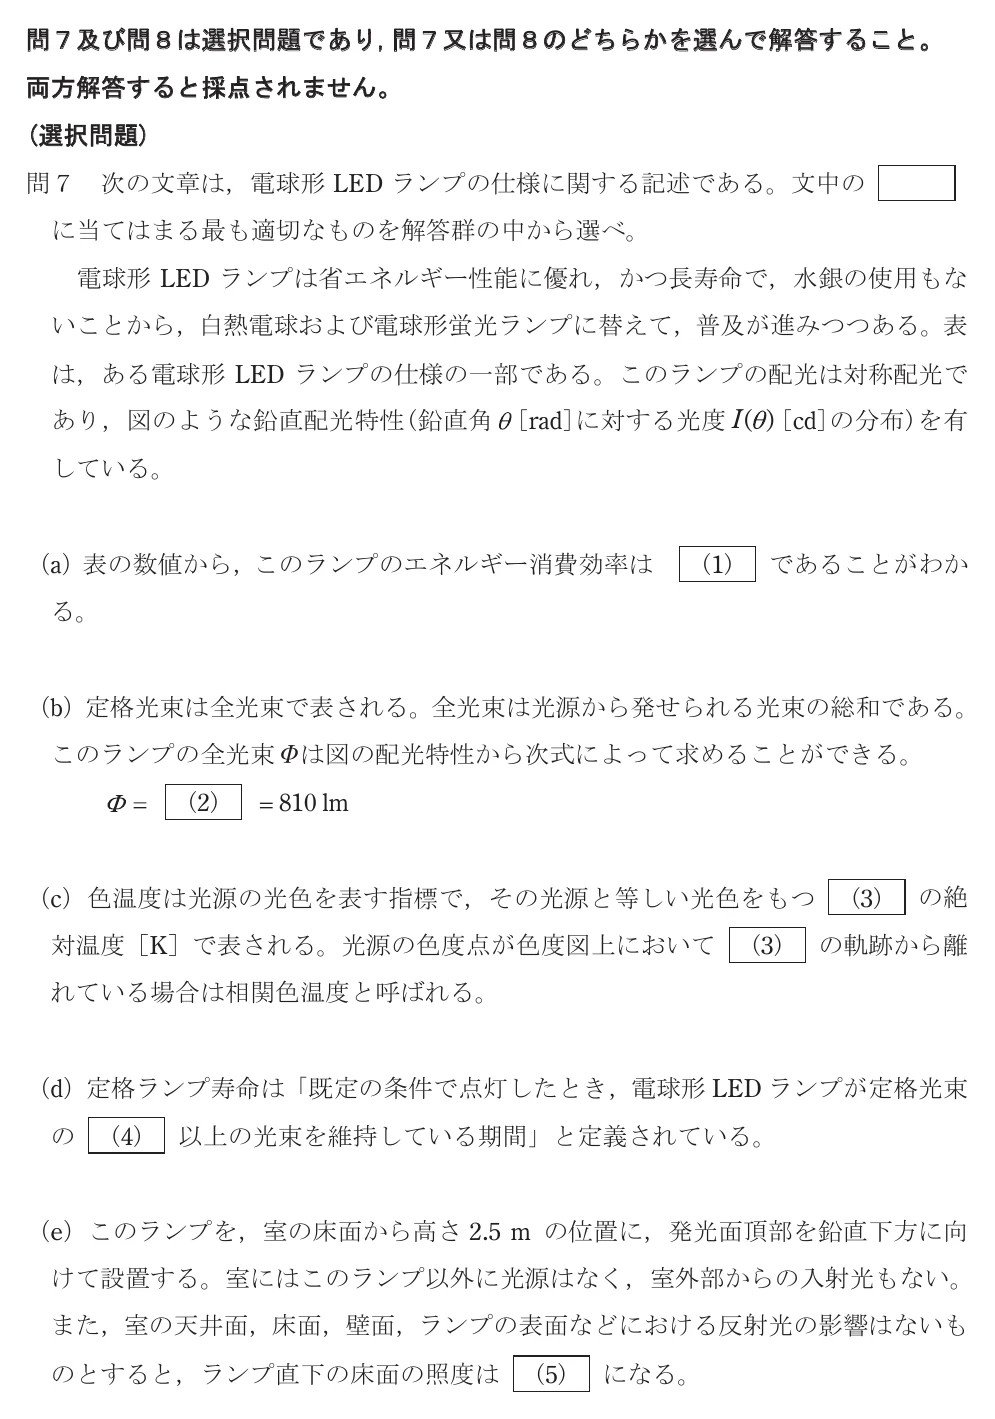 問７及び問８は選択問題であり，問７又は問８のどちらかを選んで解答すること。
両方解答すると採点されません。
（選択問題）
問７　次の文章は，電球形 LED ランプの仕様に関する記述である。文中の
に当てはまる最も適切なものを解答群の中から選べ。
電球形 LED ランプは省エネルギー性能に優れ，かつ長寿命で，水銀の使用もな
いことから，白熱電球および電球形蛍光ランプに替えて，普及が進みつつある。表
は，ある電球形 LED ランプの仕様の一部である。このランプの配光は対称配光で
あり，図のような鉛直配光特性（鉛直角 θ［rad］に対する光度 I(θ)［cd］の分布）を有
している。
（a）表の数値から，このランプのエネルギー消費効率は （1） であることがわか
る。
（b）定格光束は全光束で表される。全光束は光源から発せられる光束の総和である。
このランプの全光束 Φ は図の配光特性から次式によって求めることができる。
Φ = （2） = 810 lm
（c）色温度は光源の光色を表す指標で，その光源と等しい光色をもつ （3） の絶
対温度［K］で表される。光源の色度点が色度図上において （3） の軌跡から離
れている場合は相関色温度と呼ばれる。
（d）定格ランプ寿命は「既定の条件で点灯したとき，電球形 LED ランプが定格光束
の （4） 以上の光束を維持している期間」と定義されている。
（e）このランプを，室の床面から高さ 2.5 m の位置に，発光面頂部を鉛直下方に向
けて設置する。室にはこのランプ以外に光源はなく，室外部からの入射光もない。
また，室の天井面，床面，壁面，ランプの表面などにおける反射光の影響はないも
のとすると，ランプ直下の床面の照度は （5） になる。